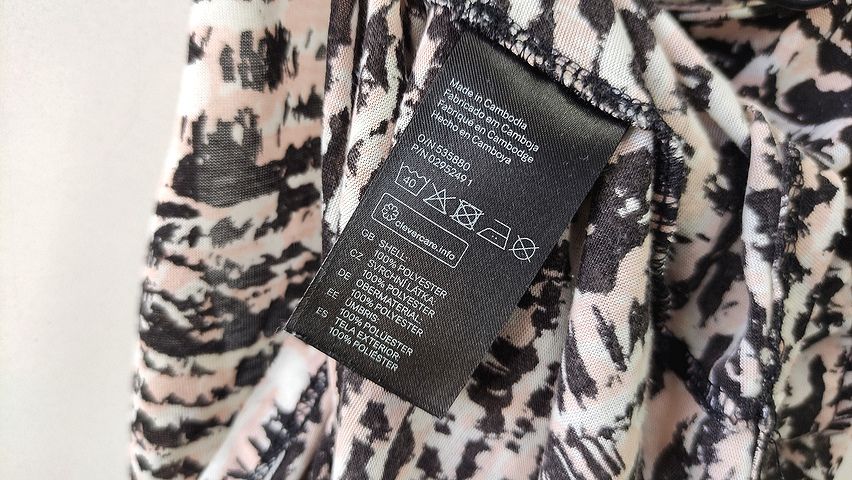 Made in Cambodia
Fabricado em Camboja
Fabriqué en Cambodge
Hecho en Camboya
O/N 535880
P/N 0295249 1
40
clevercare.info
GB SHELL:
100% POLYESTER
CZ SVRCHNÍ LÁTKA
100% POLYESTER
DE OBERMATERIAL
100% POLYESTER
EE ÜMBRIS:
100% POLÜESTER
ES TELA EXTERIOR:
100% POLIÉSTER